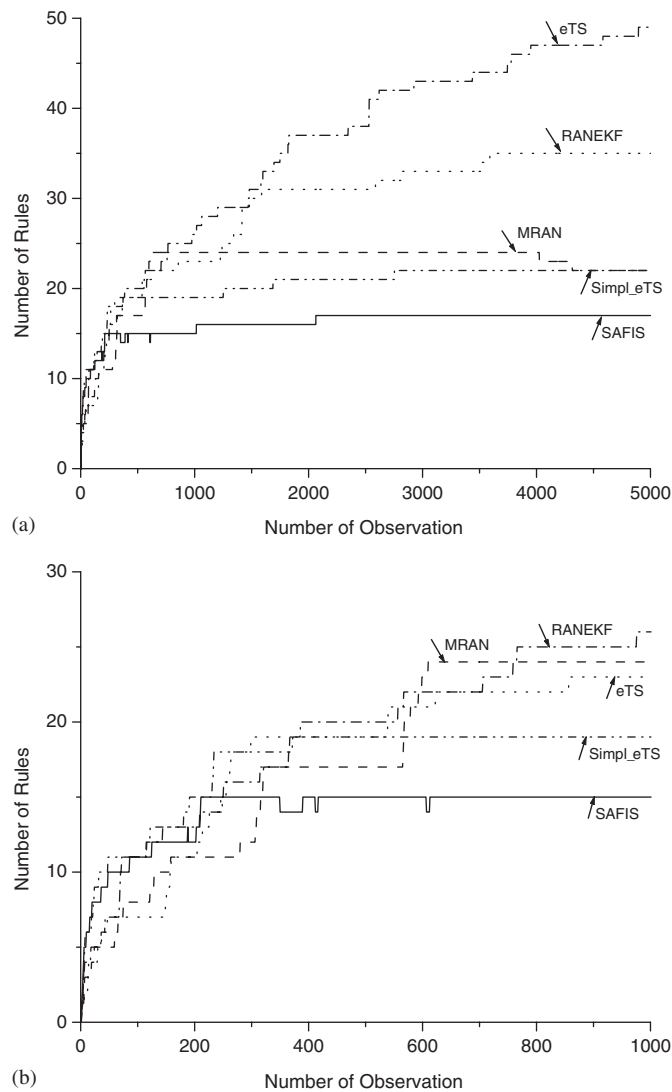 50
40
30
20
10
0
Number of Rules
eTS
RANEKF
MRAN
Simpl_eTS
SAFIS
0 1000 2000 3000 4000 5000
(a)
Number of Observation
30
20
10
0
Number of Rules
RANEKF
MRAN
eTS
Simpl_eTS
SAFIS
0 200 400 600 800 1000
(b)
Number of Observation